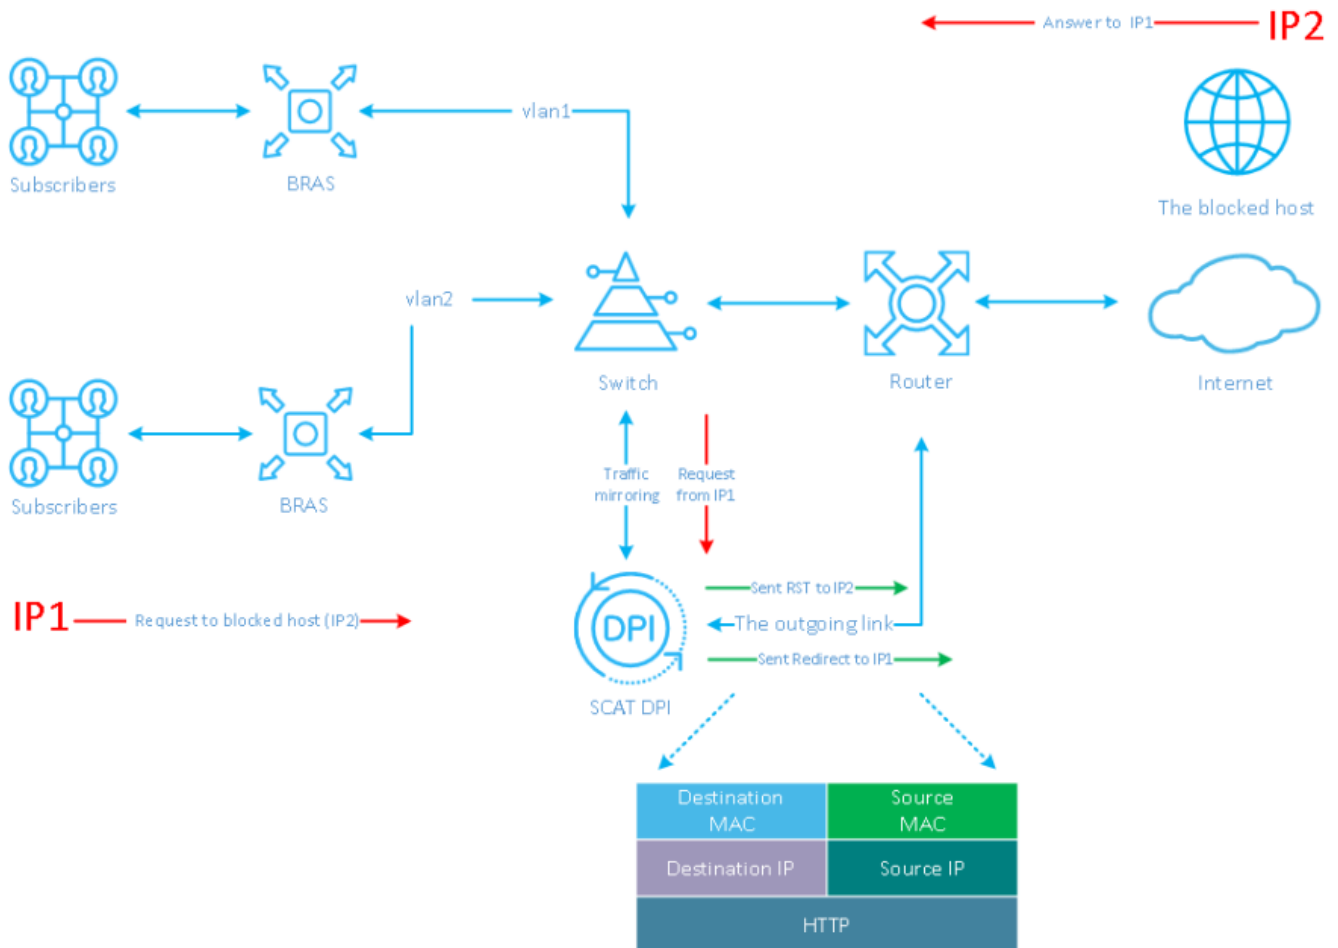 Answer to IP1
IP2
vlan1
Subscribers
BRAS
The blocked host
vlan2
Switch
Router
Internet
Traffic
mirroring
Request
from IP1
Subscribers
BRAS
IP1
Request to blocked host (IP2)
Sent RST to IP2
DPI
The outgoing link
Sent Redirect to IP1
SCAT DPI
Destination
MAC
Source
MAC
Destination IP
Source IP
HTTP